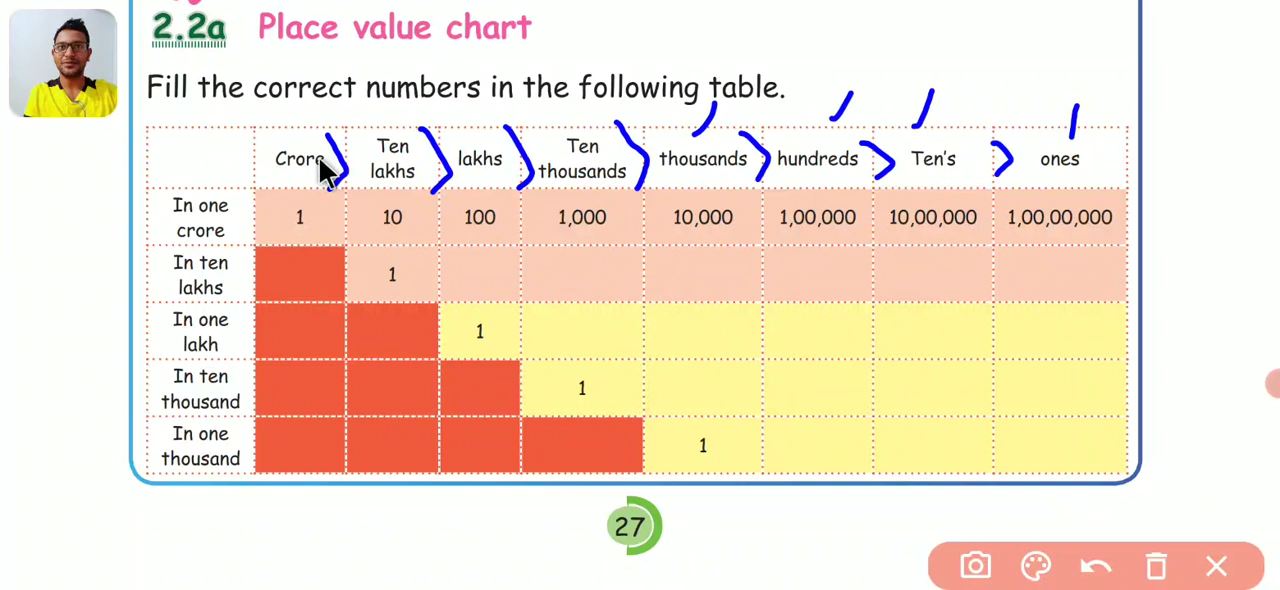 2.2a Place value chart
Fill the correct numbers in the following table.
Crore Ten lakhs lakhs Ten thousands thousands hundreds Ten's ones
In one crore 1 10 100 1,000 10,000 1,00,000 10,00,000 1,00,00,000
In ten lakhs 1
In one lakh 1
In ten thousand 1
In one thousand 1
27